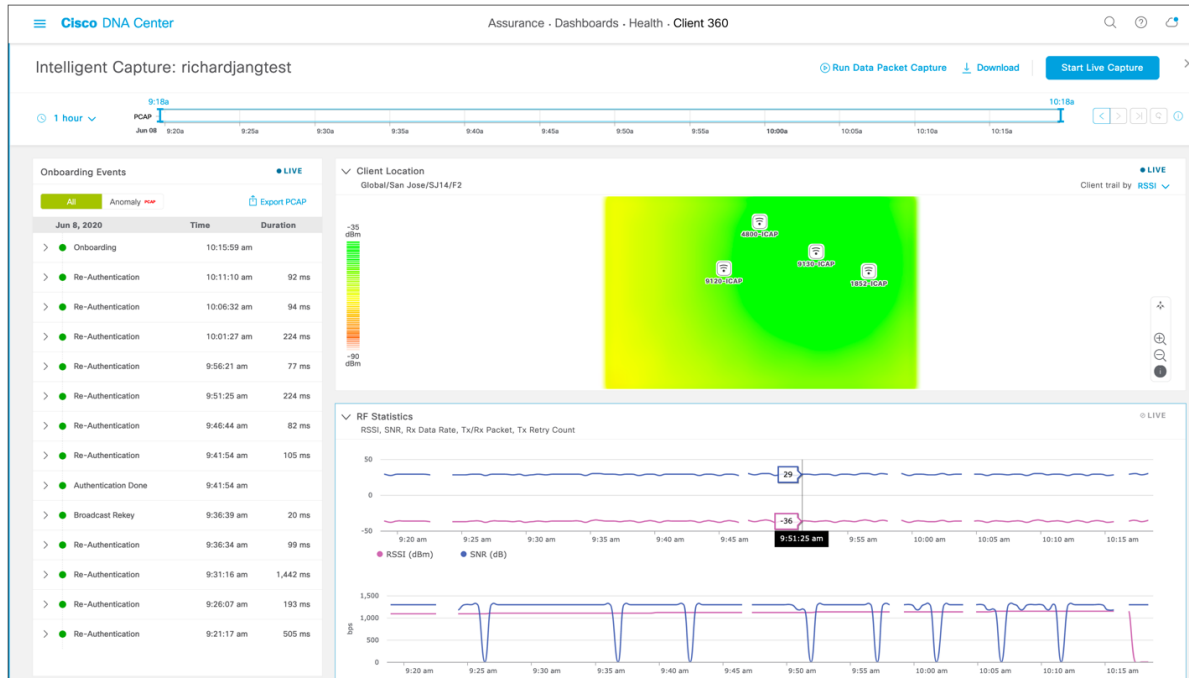 Cisco DNA Center
Assurance · Dashboards · Health · Client 360
Intelligent Capture: richardjangtest
Run Data Packet Capture
Download
Start Live Capture
1 hour
9:18a
10:18a
PCAP
Jun 08 9:20a 9:25a 9:30a 9:35a 9:40a 9:45a 9:50a 9:55a 10:00a 10:05a 10:10a 10:15a
Onboarding Events
LIVE
All
Anomaly PCAP
Export PCAP
Jun 8, 2020 Time Duration
Onboarding 10:15:59 am
Re-Authentication 10:11:10 am 92 ms
Re-Authentication 10:06:32 am 94 ms
Re-Authentication 10:01:27 am 224 ms
Re-Authentication 9:56:21 am 77 ms
Re-Authentication 9:51:25 am 224 ms
Re-Authentication 9:46:44 am 82 ms
Re-Authentication 9:41:54 am 105 ms
Authentication Done 9:41:54 am
Broadcast Rekey 9:36:39 am 20 ms
Re-Authentication 9:36:34 am 99 ms
Re-Authentication 9:31:16 am 1,442 ms
Re-Authentication 9:26:07 am 193 ms
Re-Authentication 9:21:17 am 505 ms
Client Location
LIVE
Global/San Jose/SJ14/F2
Client trail by RSSI
-35
dBm
-90
dBm
4800-ICAP
9130-ICAP
9120-ICAP
1852-ICAP
RF Statistics
LIVE
RSSI, SNR, Rx Data Rate, Tx/Rx Packet, Tx Retry Count
50
29
0
-36
-50
9:20 am 9:25 am 9:30 am 9:35 am 9:40 am 9:45 am 9:51:25 am 9:55 am 10:00 am 10:05 am 10:10 am 10:15 am
RSSI (dBm) SNR (dB)
1,500
1,000
bps
500
0
9:20 am 9:25 am 9:30 am 9:35 am 9:40 am 9:45 am 9:50 am 9:55 am 10:00 am 10:05 am 10:10 am 10:15 am